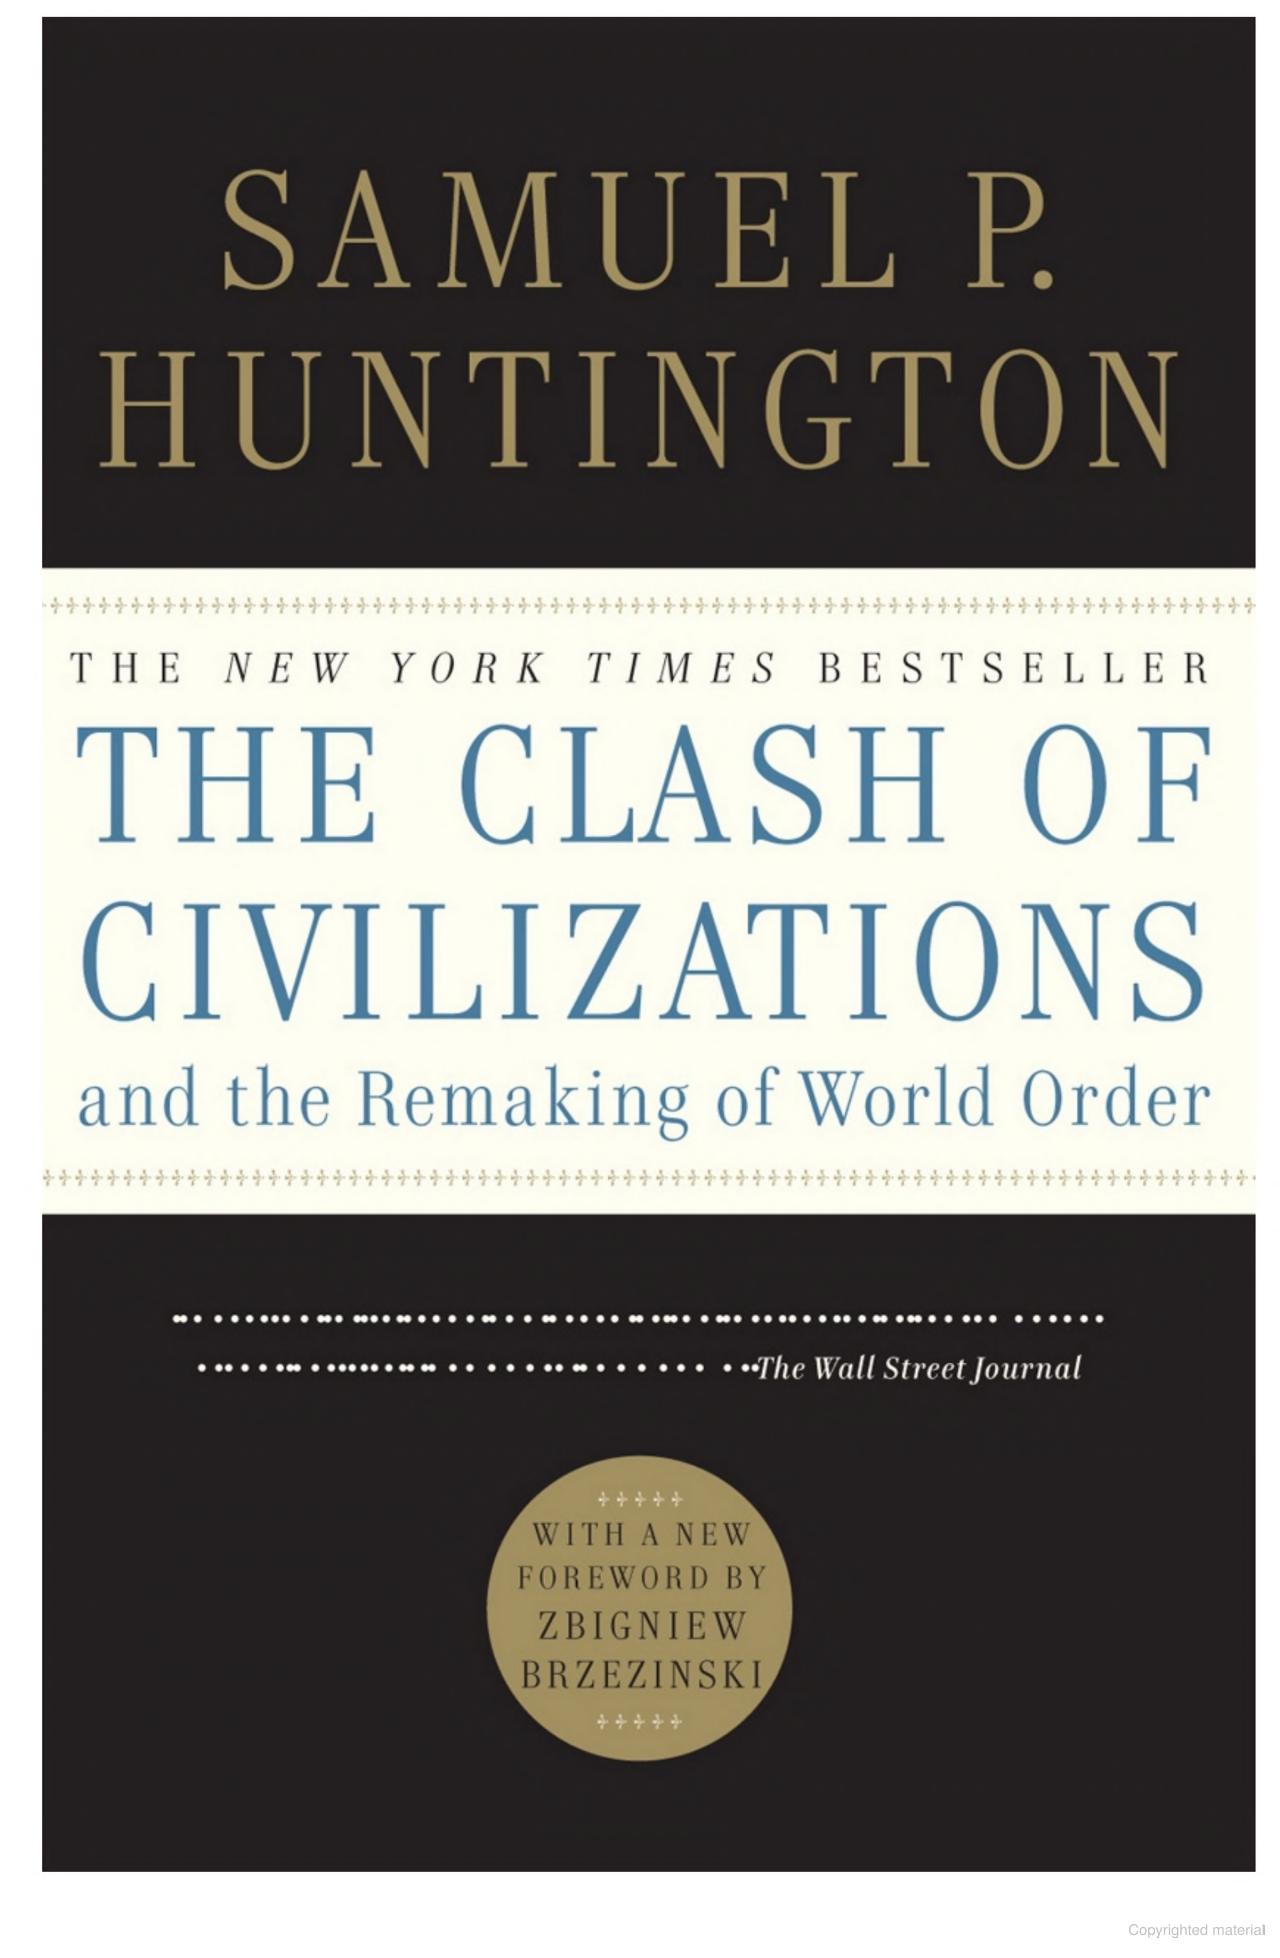 SAMUEL P.
HUNTINGTON
THE NEW YORK TIMES BESTSELLER
THE CLASH OF
CIVILIZATIONS
and the Remaking of World Order
The Wall Street Journal
WITH A NEW
FOREWORD BY
ZBIGNIEW
BRZEZINSKI
Copyrighted material